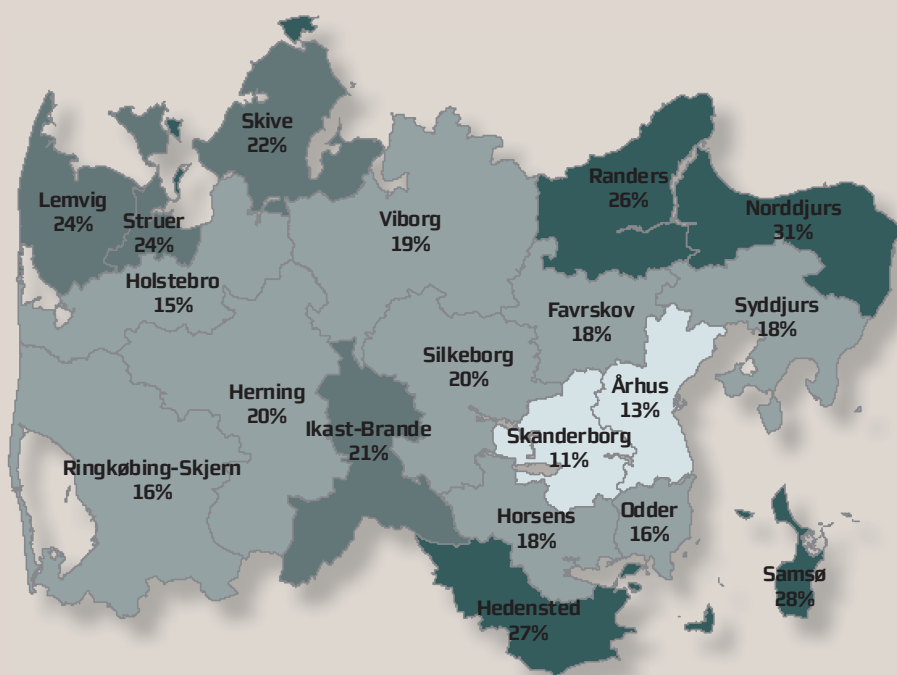 Skive
22%
Lemvig
24%
Struer
24%
Viborg
19%
Randers
26%
Norddjurs
31%
Holstebro
15%
Favrskov
18%
Syddjurs
18%
Silkeborg
20%
Århus
13%
Herning
20%
Ikast-Brande
21%
Skanderborg
11%
Ringkøbing-Skjern
16%
Horsens
18%
Odder
16%
Samsø
28%
Hedensted
27%